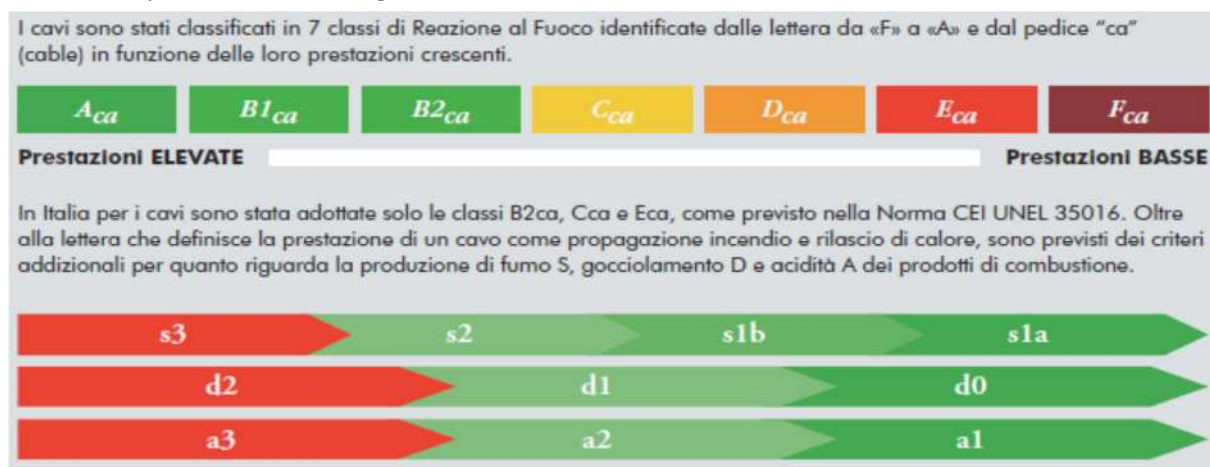 I cavi sono stati classificati in 7 classi di Reazione al Fuoco identificate dalle lettera da «F» a «A» e dal pedice “ca”
(cable) in funzione delle loro prestazioni crescenti.
Aca B1ca B2ca Cca Dca Eca Fca
Prestazioni ELEVATE Prestazioni BASSE
In Italia per i cavi sono stata adottate solo le classi B2ca, Cca e Eca, come previsto nella Norma CEI UNEL 35016. Oltre
alla lettera che definisce la prestazione di un cavo come propagazione incendio e rilascio di calore, sono previsti dei criteri
addizionali per quanto riguarda la produzione di fumo S, gocciolamento D e acidità A dei prodotti di combustione.
s3 s2 s1b s1a
d2 d1 d0
a3 a2 a1